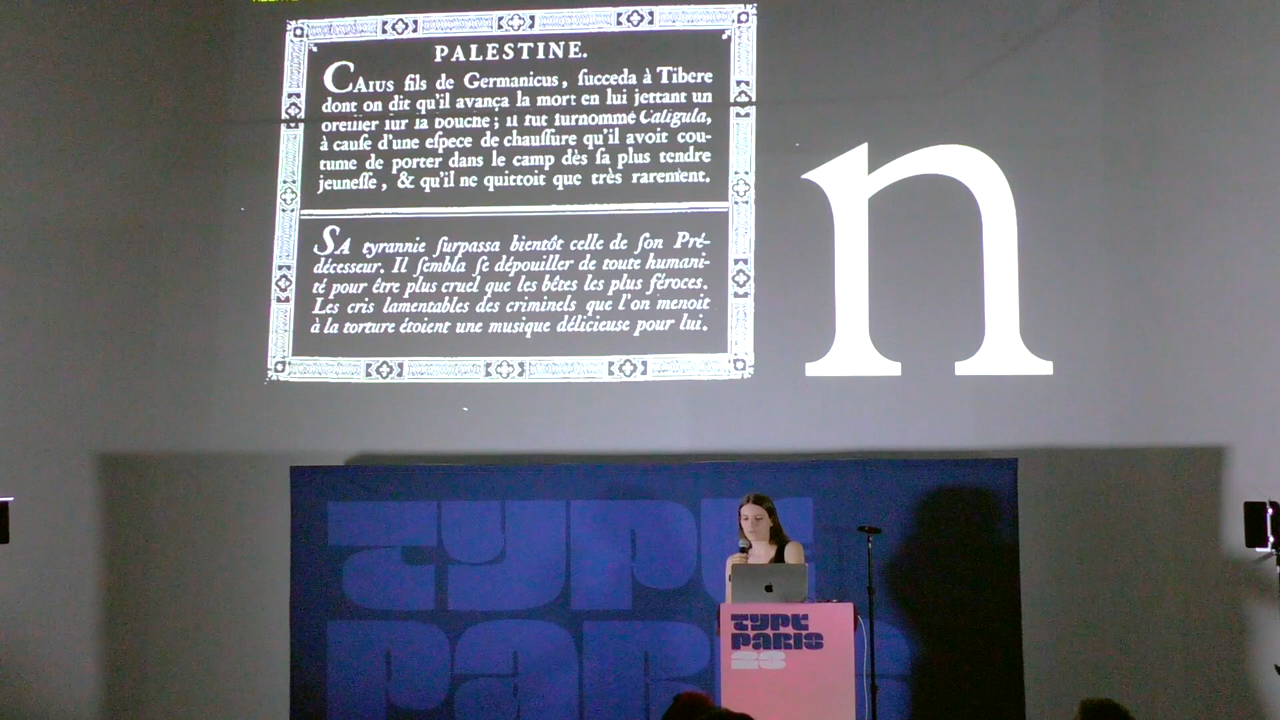 PALESTINE.
CAIUS fils de Germanicus, ſucceda à Tibere
dont on dit qu'il avança la mort en lui jettant un
oreiller ſur ſa bouche ; il fut ſurnommé Caligula,
à cauſe d'une eſpece de chauſſure qu'il avoit cou-
tume de porter dans le camp dès ſa plus tendre
jeuneſſe, & qu'il ne quittoit que très rarement.
SA tyrannie ſurpassa bientôt celle de ſon Pré-
décesseur. Il ſembla ſe dépouiller de toute humani-
té pour être plus cruel que les bêtes les plus féroces.
Les cris lamentables des criminels que l'on menoit
à la torture étoient une musique délicieuse pour lui.
n
TYPE
PARIS
TYPE
PARIS
25